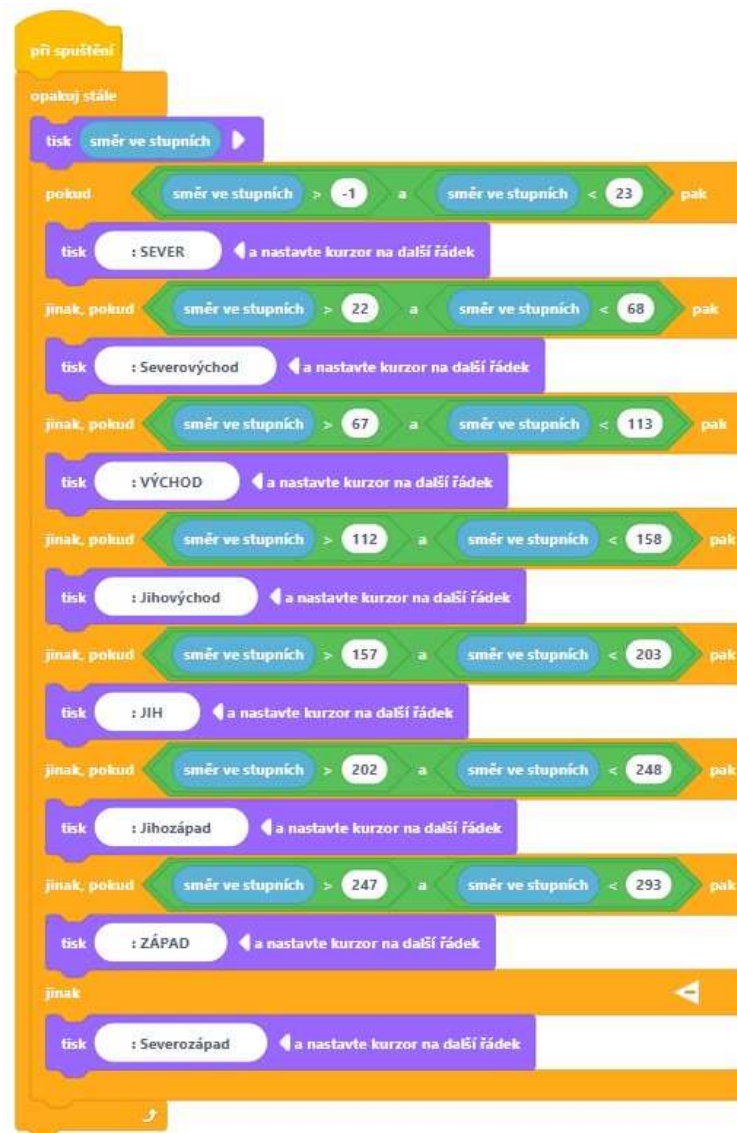 při spuštění
opakuj stále
tisk směr ve stupních
pokud směr ve stupních > -1 a směr ve stupních < 23 pak
tisk : SEVER a nastavte kurzor na další řádek
jinak, pokud směr ve stupních > 22 a směr ve stupních < 68 pak
tisk : Severovýchod a nastavte kurzor na další řádek
jinak, pokud směr ve stupních > 67 a směr ve stupních < 113 pak
tisk : VÝCHOD a nastavte kurzor na další řádek
jinak, pokud směr ve stupních > 112 a směr ve stupních < 158 pak
tisk : Jihovýchod a nastavte kurzor na další řádek
jinak, pokud směr ve stupních > 157 a směr ve stupních < 203 pak
tisk : JIH a nastavte kurzor na další řádek
jinak, pokud směr ve stupních > 202 a směr ve stupních < 248 pak
tisk : Jihozápad a nastavte kurzor na další řádek
jinak, pokud směr ve stupních > 247 a směr ve stupních < 293 pak
tisk : ZÁPAD a nastavte kurzor na další řádek
jinak
tisk : Severozápad a nastavte kurzor na další řádek